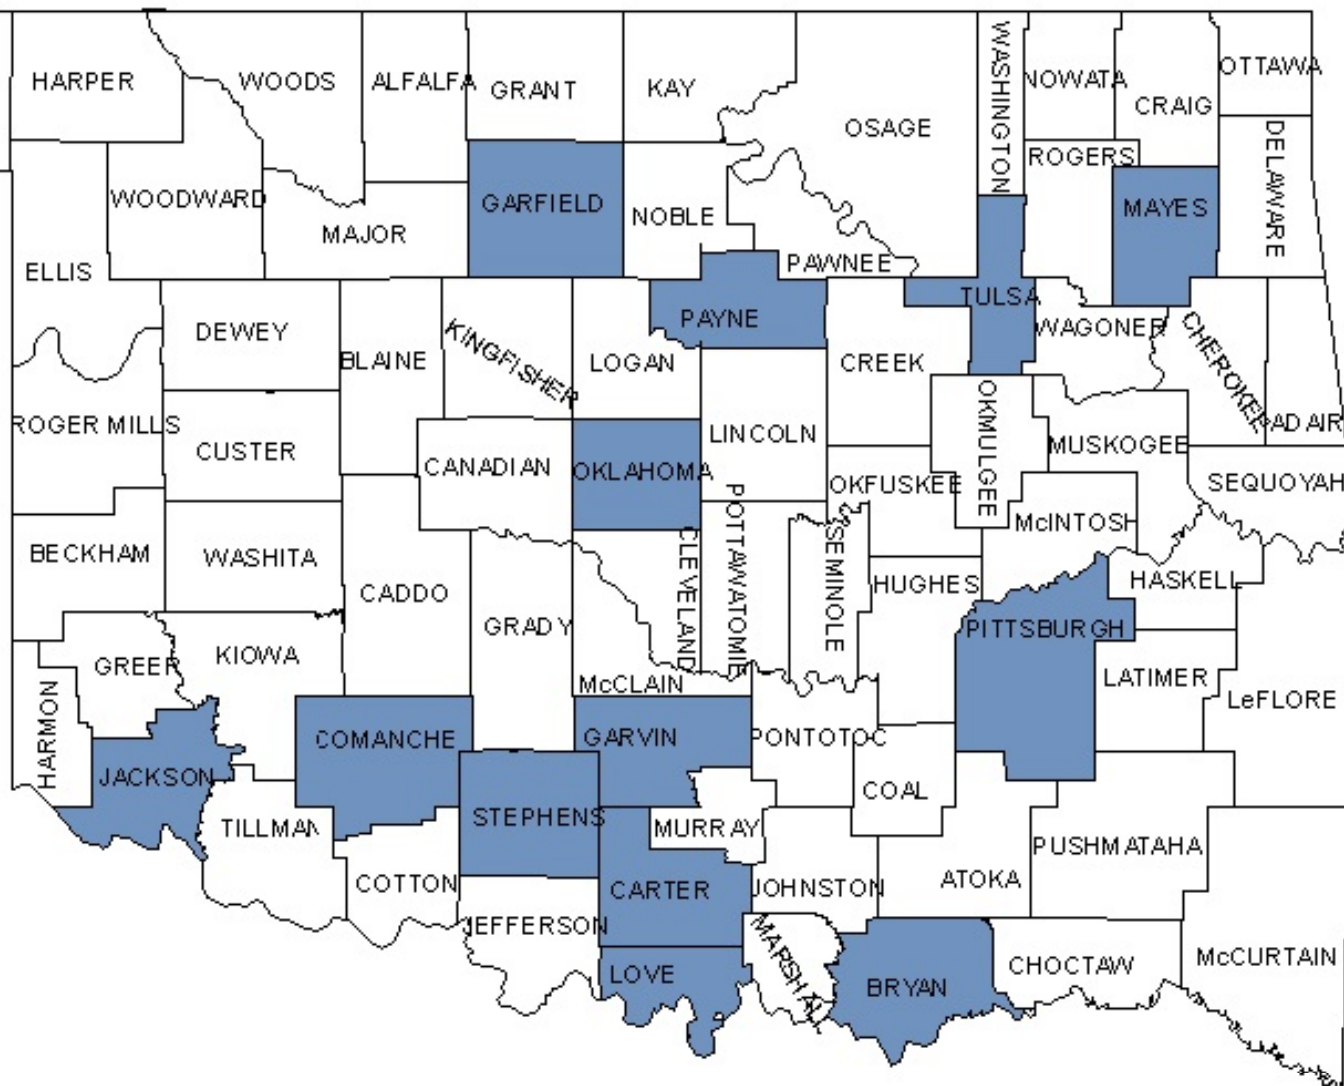 HARPER
WOODS
ALFALFA
GRANT
KAY
OSAGE
WASHINGTON
NOWATA
CRAIG
OTTAWA
WOODWARD
GARFIELD
NOBLE
ROGERS
MAYES
DELAWARE
ELLIS
MAJOR
PAWNEE
DEWEY
BLAINE
KINGFISHER
LOGAN
PAYNE
CREEK
TULSA
WAGONER
CHEROKEE
ADAIR
ROGER MILLS
CUSTER
CANADIAN
OKLAHOMA
LINCOLN
OKFUSKEE
OKMULGEE
MUSKOGEE
SEQUOYAH
BECKHAM
WASHITA
CADDO
GRADY
CLEVELAND
POTTAWATOMIE
SEMINOLE
HUGHES
McINTOSH
HASKELL
PITTSBURGH
LATIMER
LeFLORE
HARMON
GREER
KIOWA
McCLAIN
JACKSON
COMANCHE
GARVIN
PONTOTOC
COAL
TILLMAN
STEPHENS
MURRAY
PUSHMATAHA
COTTON
CARTER
JOHNSTON
ATOKA
JEFFERSON
LOVE
MARSHALL
BRYAN
CHOCTAW
McCURTAIN